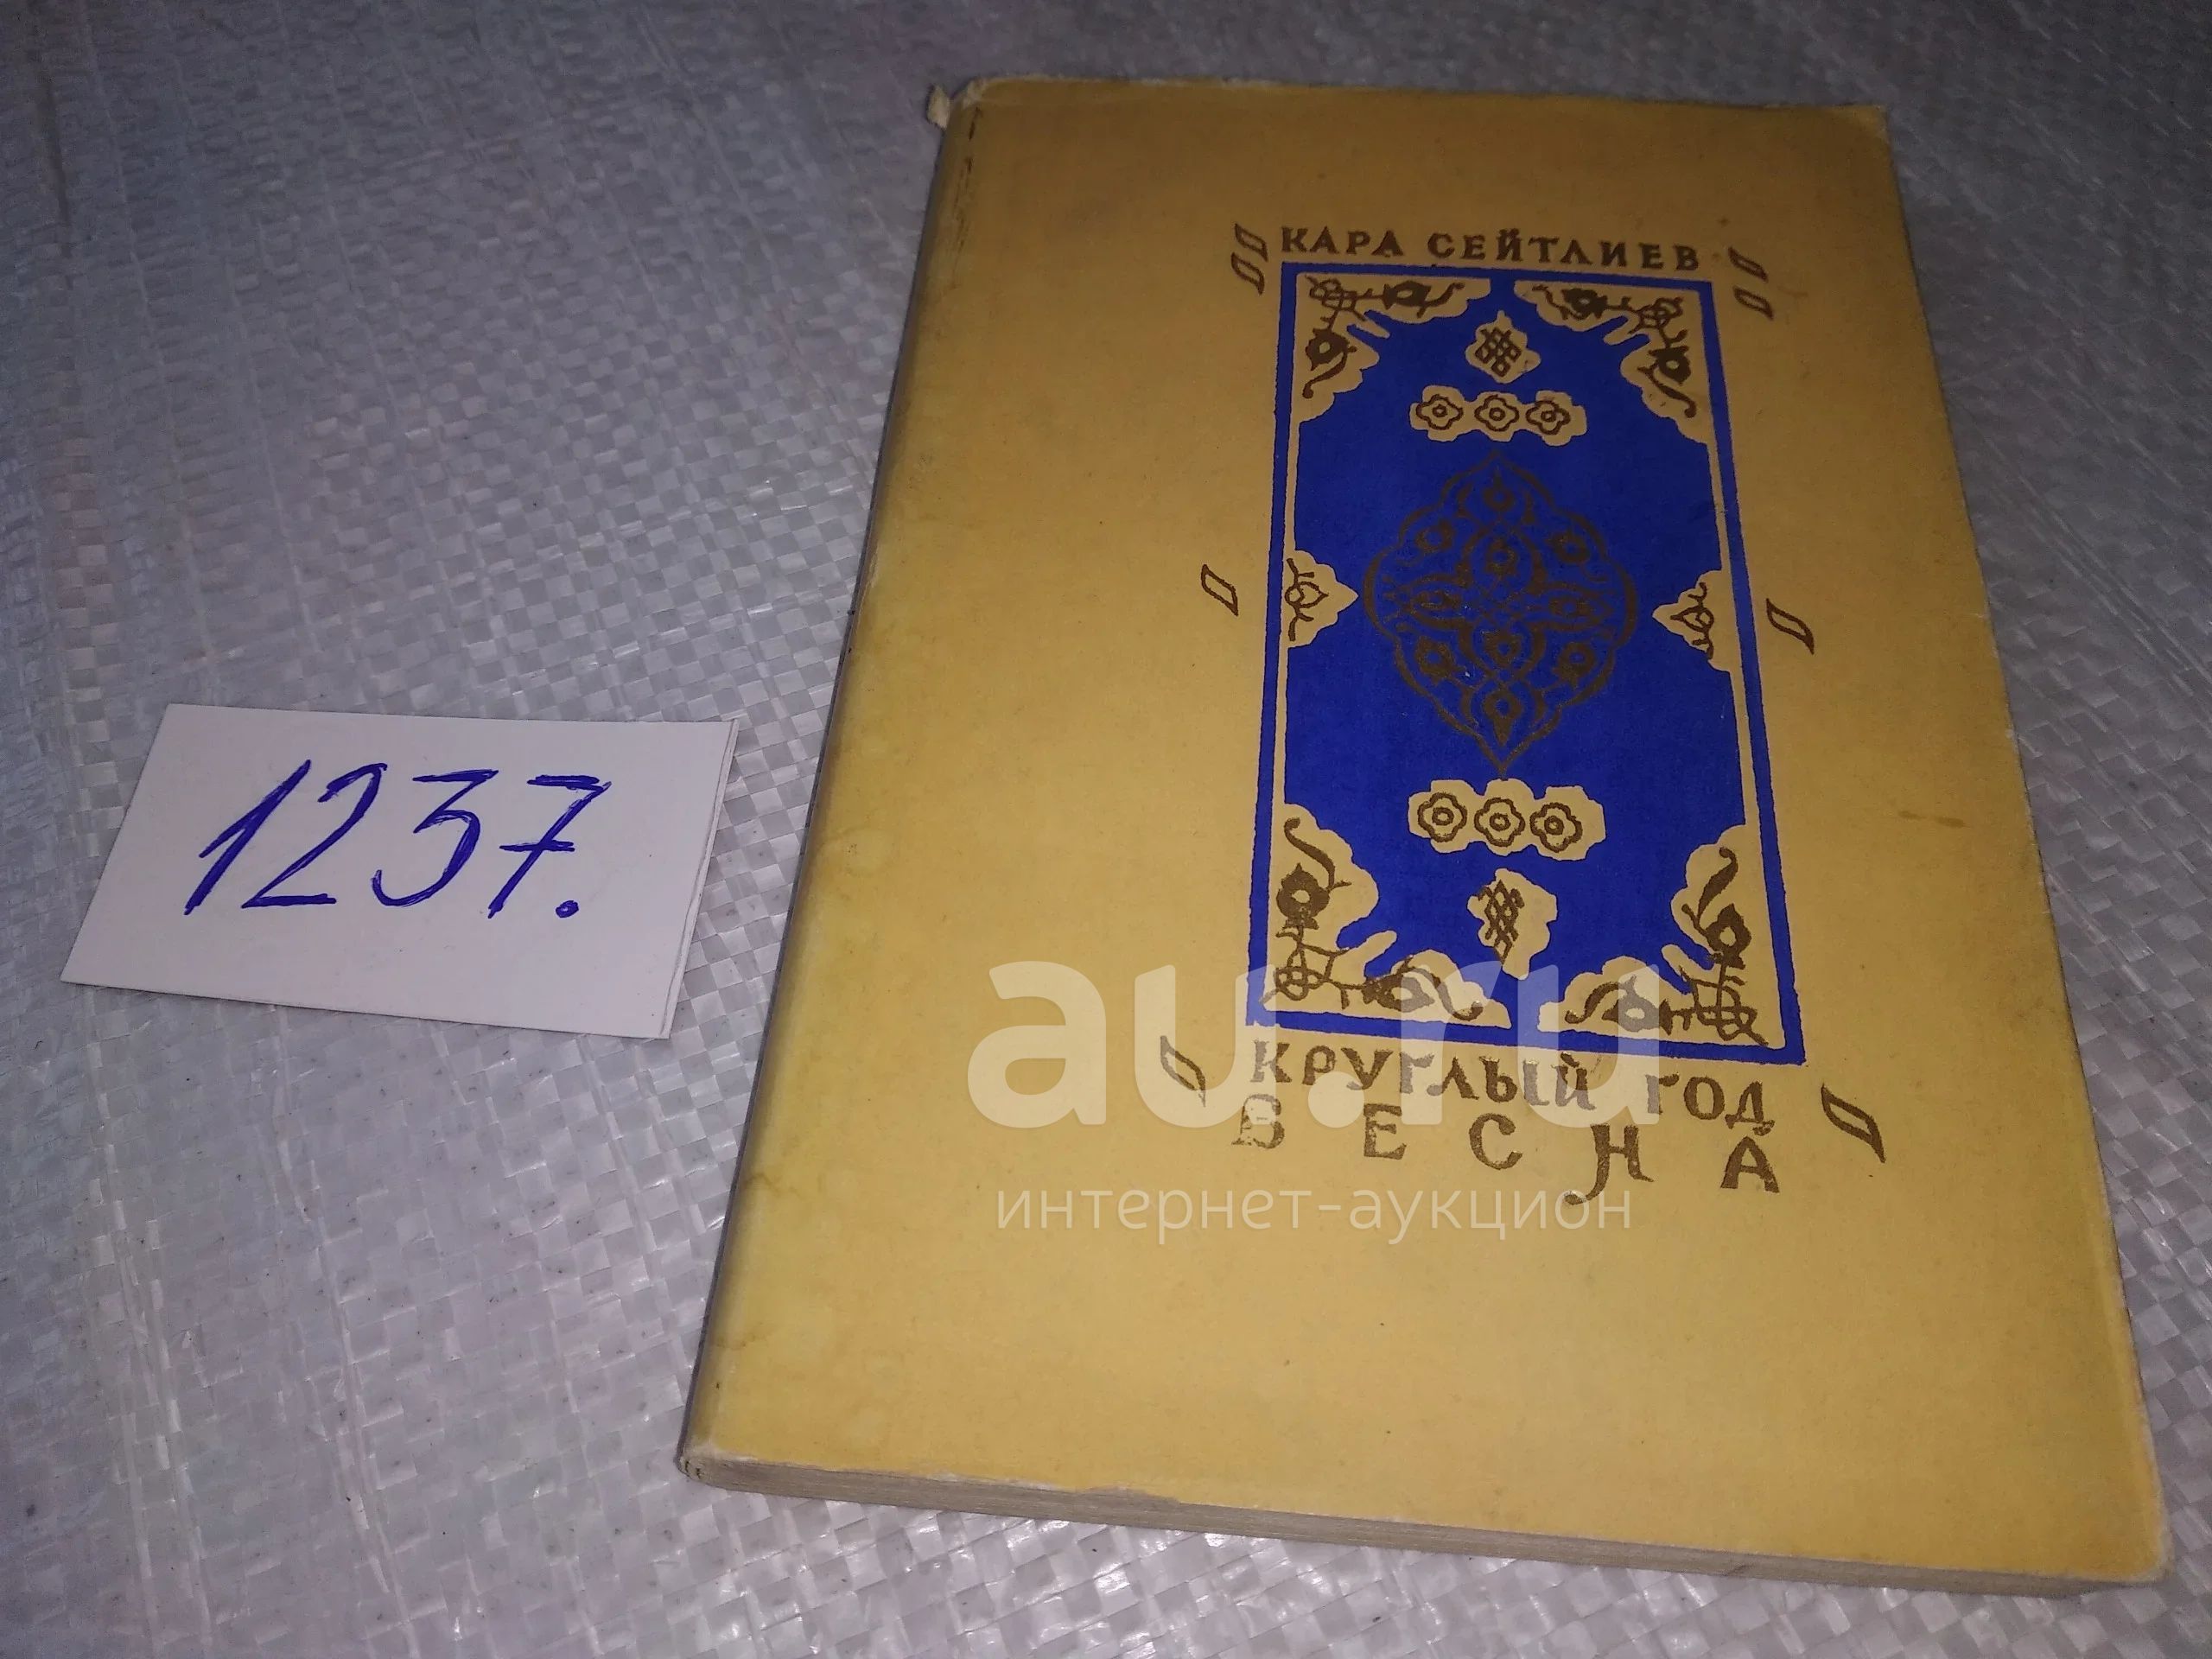 КАРА СЕЙТЛИЕВ
1237.
au.ru
КРУГЛЫЙ ГОД
ВЕСНА
интернет-аукцион